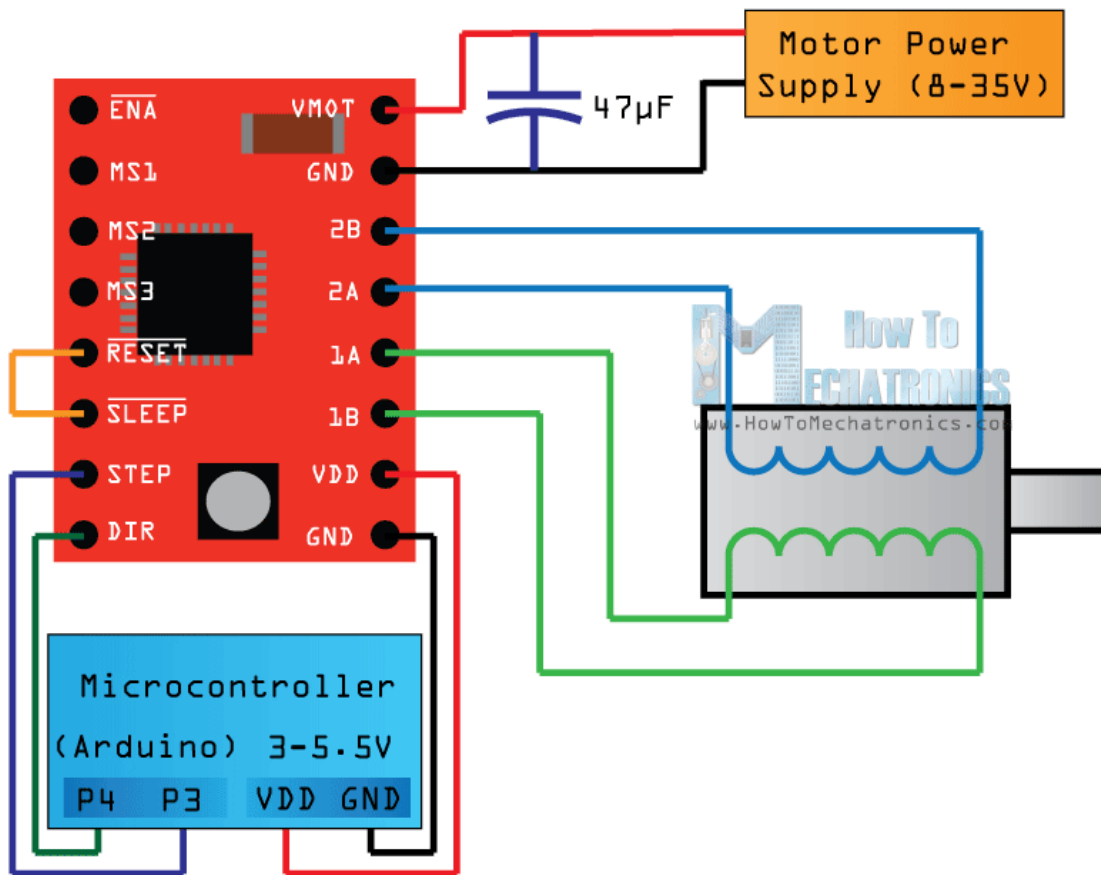 Motor Power
Supply (8-35V)
47µF
ENA
MS1
MS2
MS3
RESET
SLEEP
STEP
DIR
VMOT
GND
2B
2A
1A
1B
VDD
GND
How To
MECHATRONICS
www.HowToMechatronics.com
Microcontroller
(Arduino) 3-5.5V
P4 P3 VDD GND